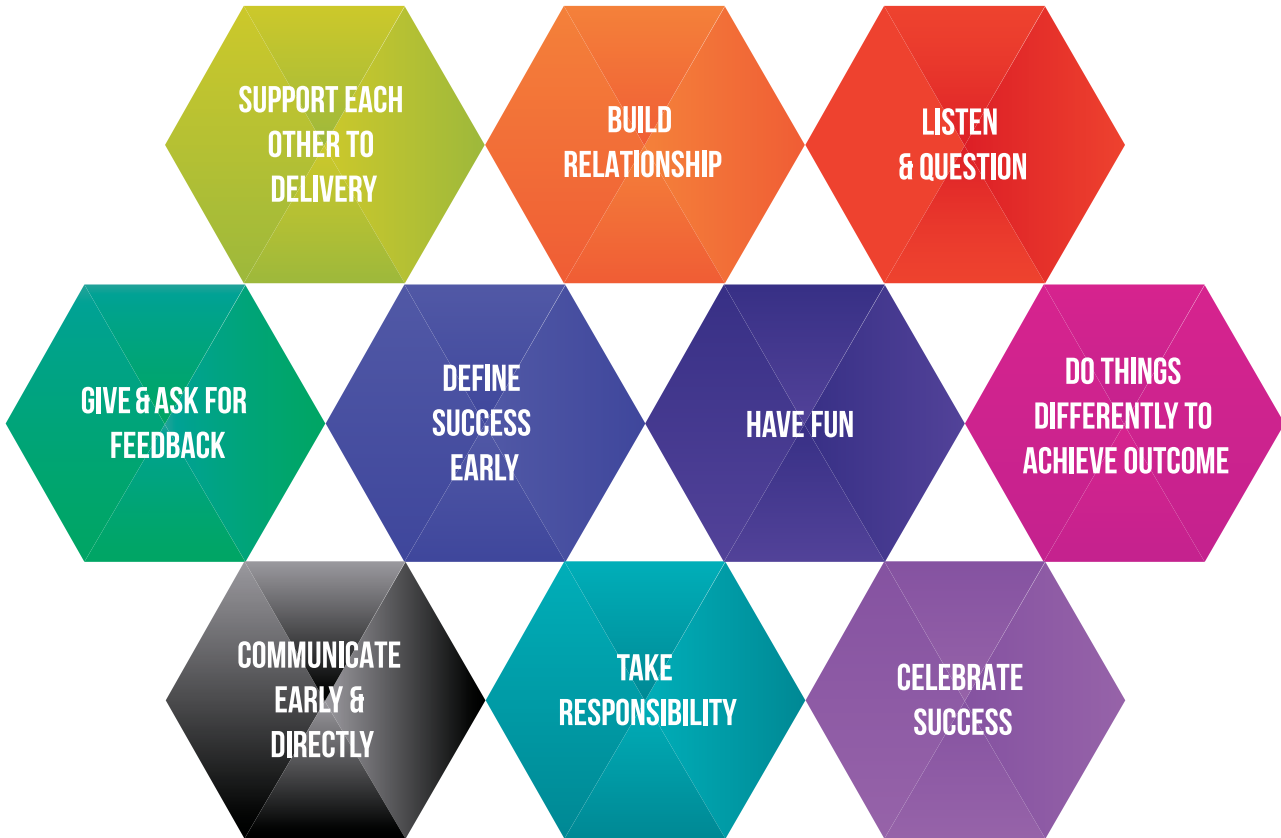 SUPPORT EACH
OTHER TO
DELIVERY
BUILD
RELATIONSHIP
LISTEN
& QUESTION
GIVE & ASK FOR
FEEDBACK
DEFINE
SUCCESS
EARLY
HAVE FUN
DO THINGS
DIFFERENTLY TO
ACHIEVE OUTCOME
COMMUNICATE
EARLY &
DIRECTLY
TAKE
RESPONSIBILITY
CELEBRATE
SUCCESS